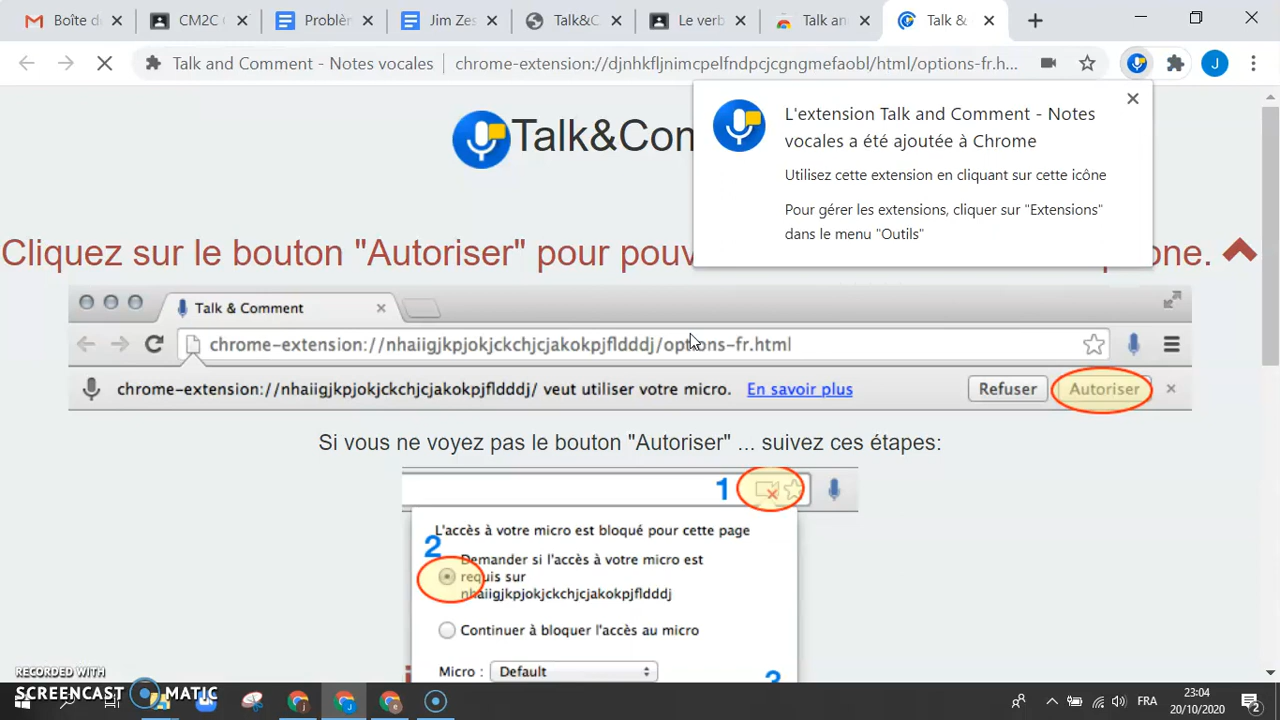 Boîte d
CM2C
Problèr
Jim Zes
Talk&C
Le verb
Talk an
Talk &
Talk and Comment - Notes vocales
chrome-extension://djnhkfljnimcpelfndpcjcgngmefaobl/html/options-fr.h...
J
Talk&Com
L'extension Talk and Comment - Notes
vocales a été ajoutée à Chrome
Utilisez cette extension en cliquant sur cette icône
Pour gérer les extensions, cliquer sur "Extensions"
dans le menu "Outils"
Cliquez sur le bouton "Autoriser" pour pouv one.
Talk & Comment
chrome-extension://nhaiigjkpjokjckchjcjakokpjfldddj/options-fr.html
chrome-extension://nhaiigjkpjokjckchjcjakokpjfldddj/ veut utiliser votre micro. En savoir plus Refuser Autoriser
Si vous ne voyez pas le bouton "Autoriser" ... suivez ces étapes:
1
L'accès à votre micro est bloqué pour cette page
2
Demander si l'accès à votre micro est
requis sur
nhaiigjkpjokjckchjcjakokpjfldddj
Continuer à bloquer l'accès au micro
Micro : Default
3
RECORDED WITH
SCREENCAST MATIC
FRA
23:04
20/10/2020
2